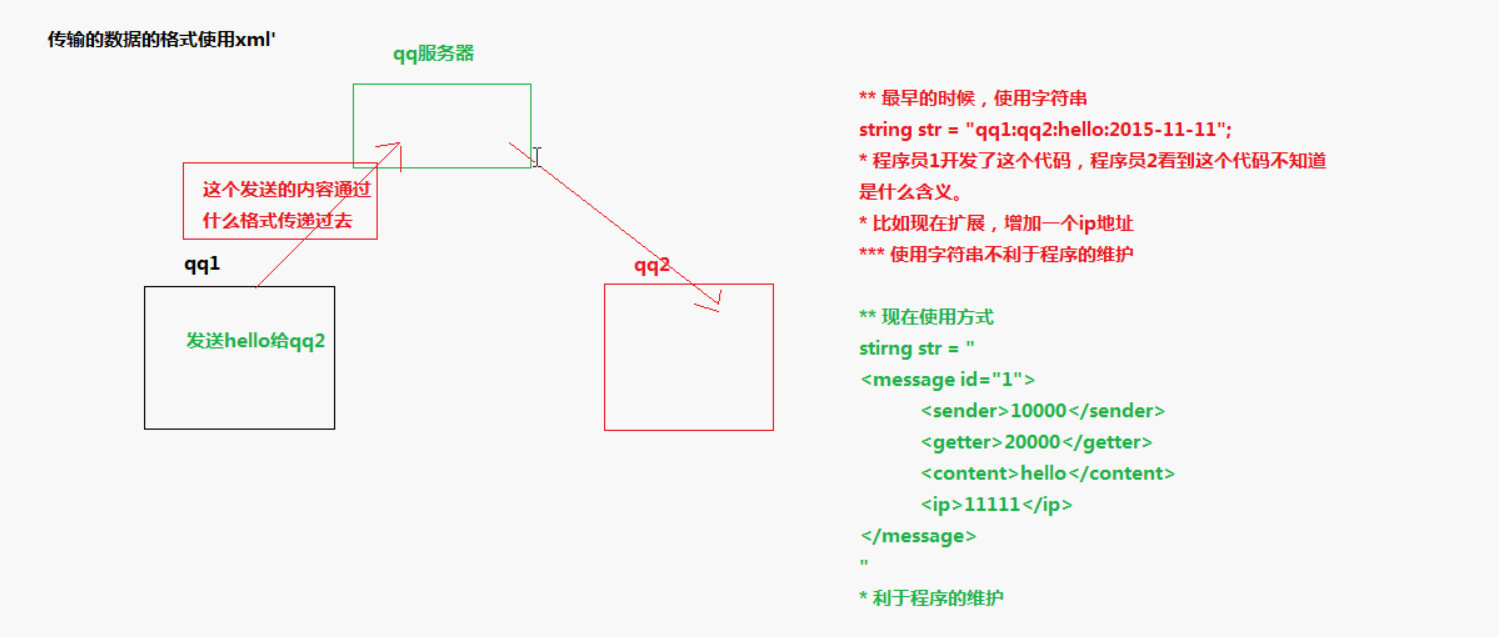 传输的数据的格式使用xml'
qq服务器
这个发送的内容通过
什么格式传递过去
qq1
发送hello给qq2
qq2
** 最早的时候，使用字符串
string str = "qq1:qq2:hello:2015-11-11";
* 程序员1开发了这个代码，程序员2看到这个代码不知道
是什么含义。
* 比如现在扩展，增加一个ip地址
*** 使用字符串不利于程序的维护
** 现在使用方式
stirng str = "
<message id="1">
<sender>10000</sender>
<getter>20000</getter>
<content>hello</content>
<ip>11111</ip>
</message>
"
* 利于程序的维护